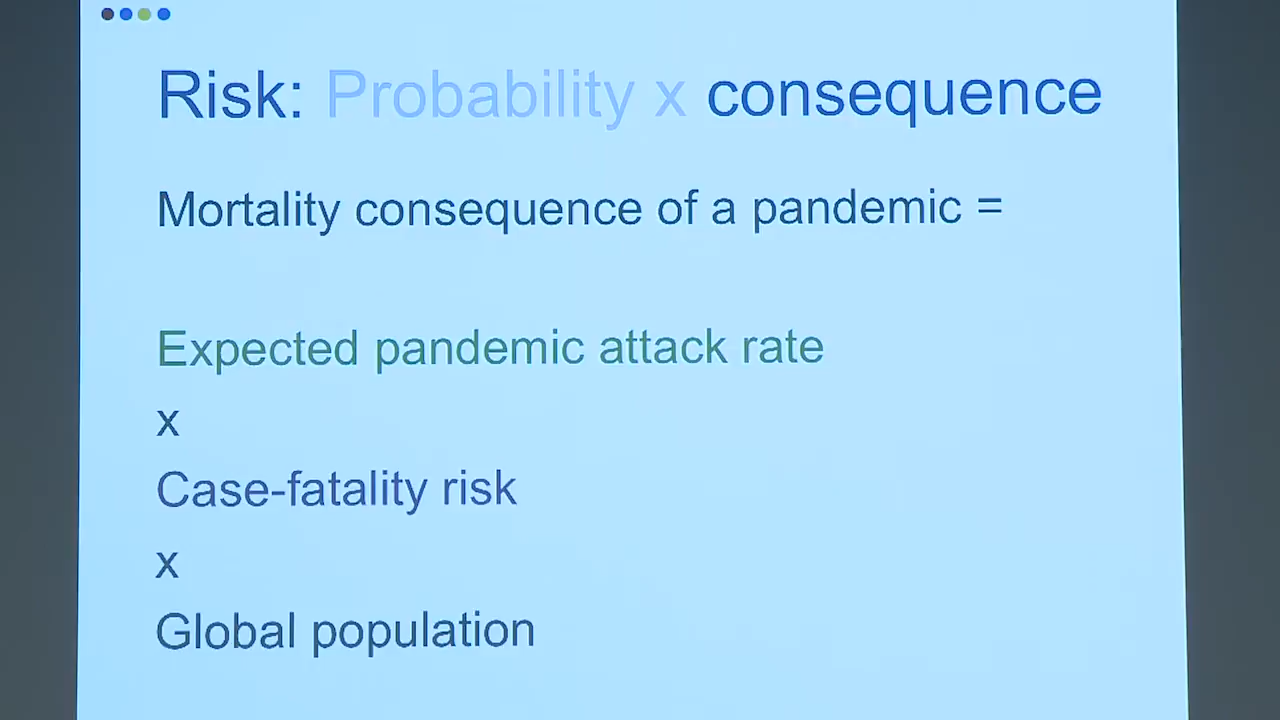 Risk: Probability x consequence
Mortality consequence of a pandemic =
Expected pandemic attack rate
x
Case-fatality risk
x
Global population